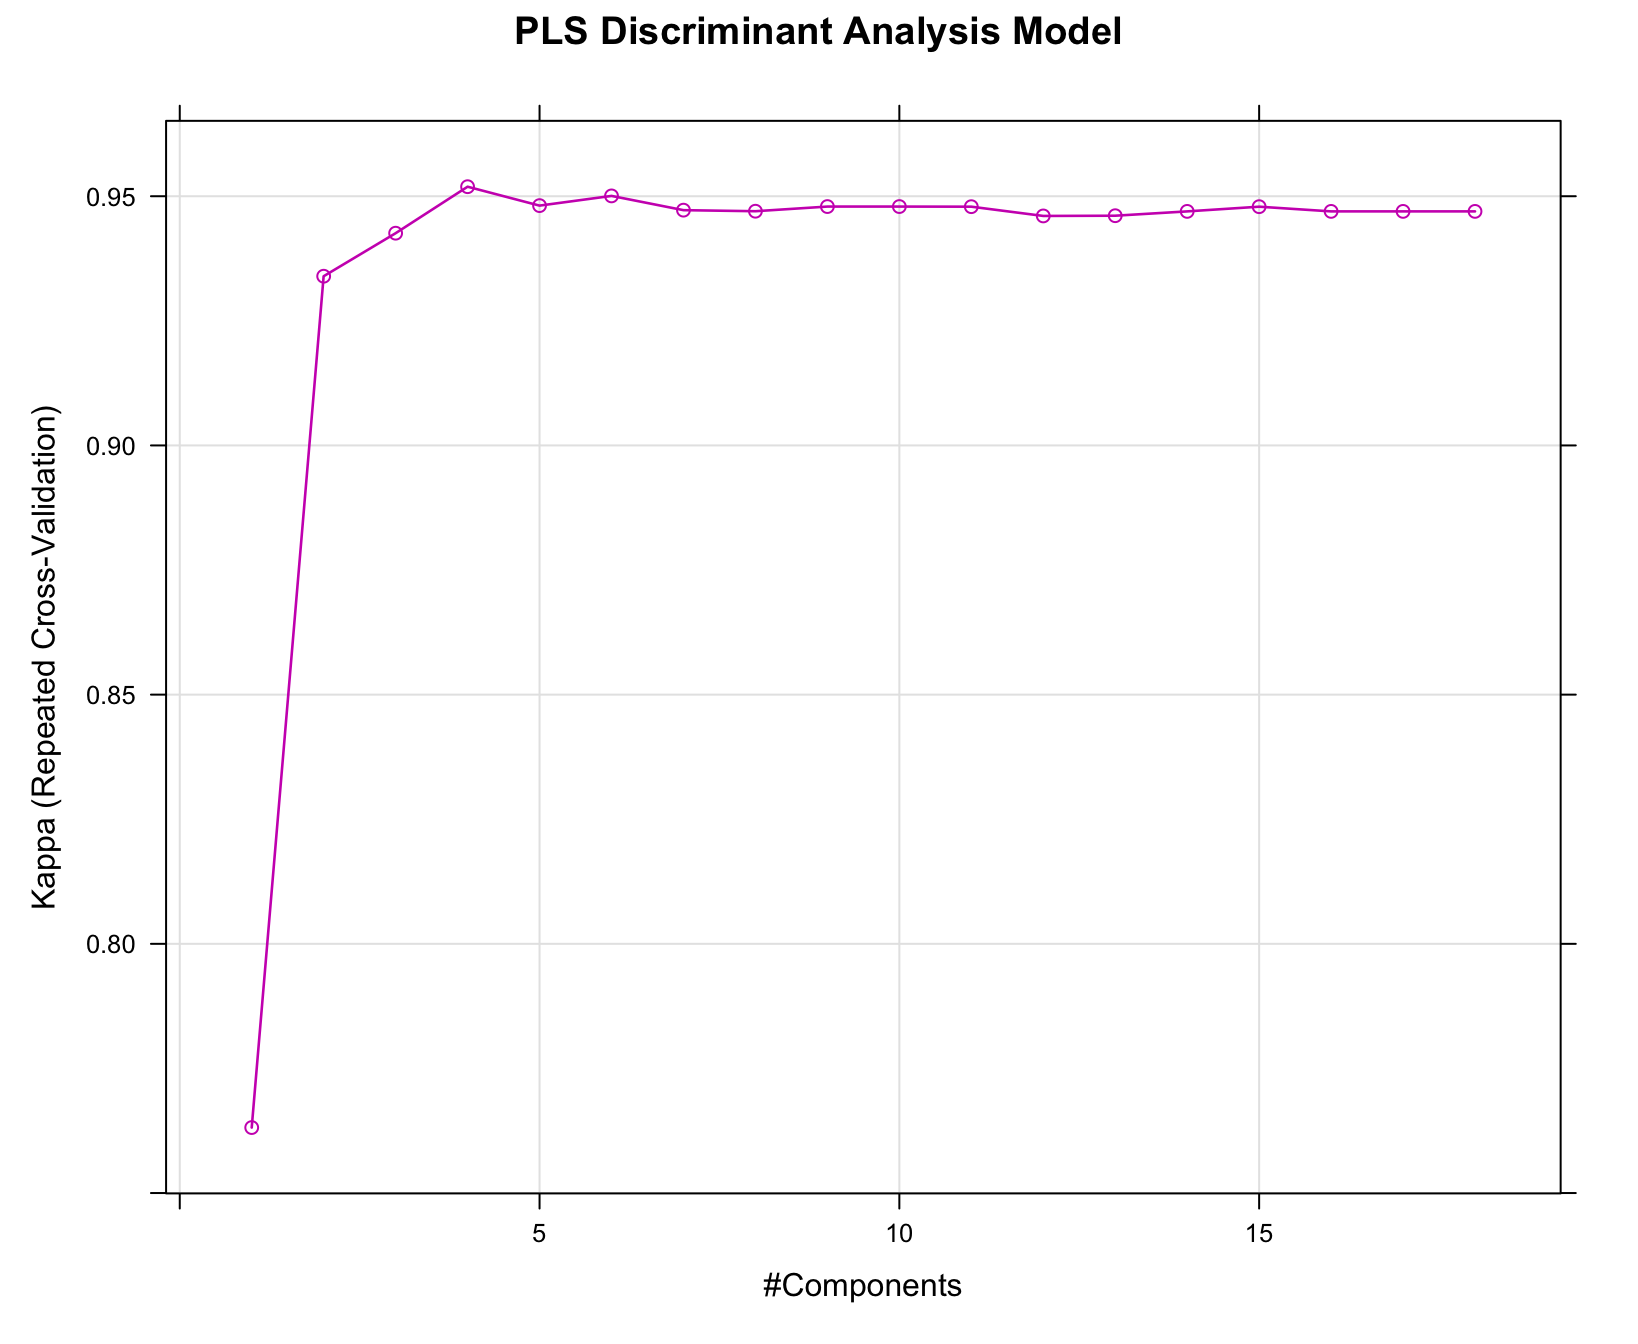 PLS Discriminant Analysis Model
0.95
0.90
0.85
0.80
Kappa (Repeated Cross-Validation)
5
10
15
#Components